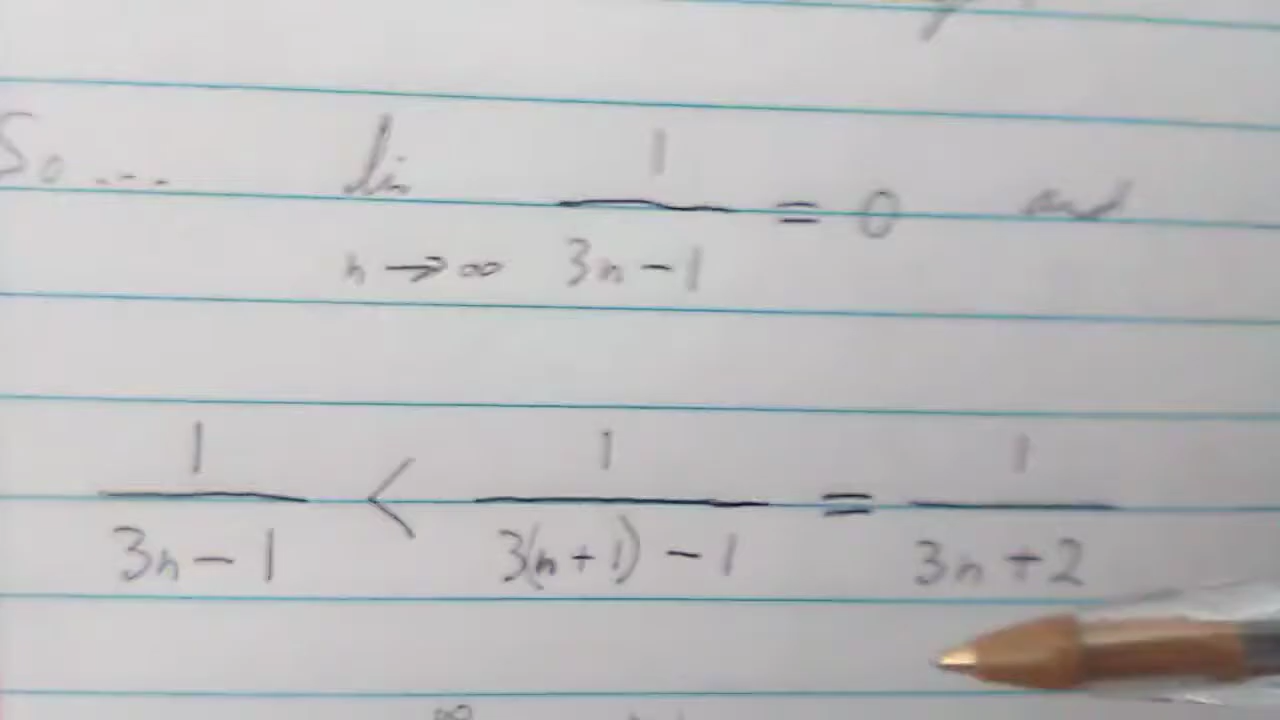 So... lim n→∞ 1/(3n-1) = 0 and
1/(3n-1) < 1/(3(n+1)-1) = 1/(3n+2)
∞